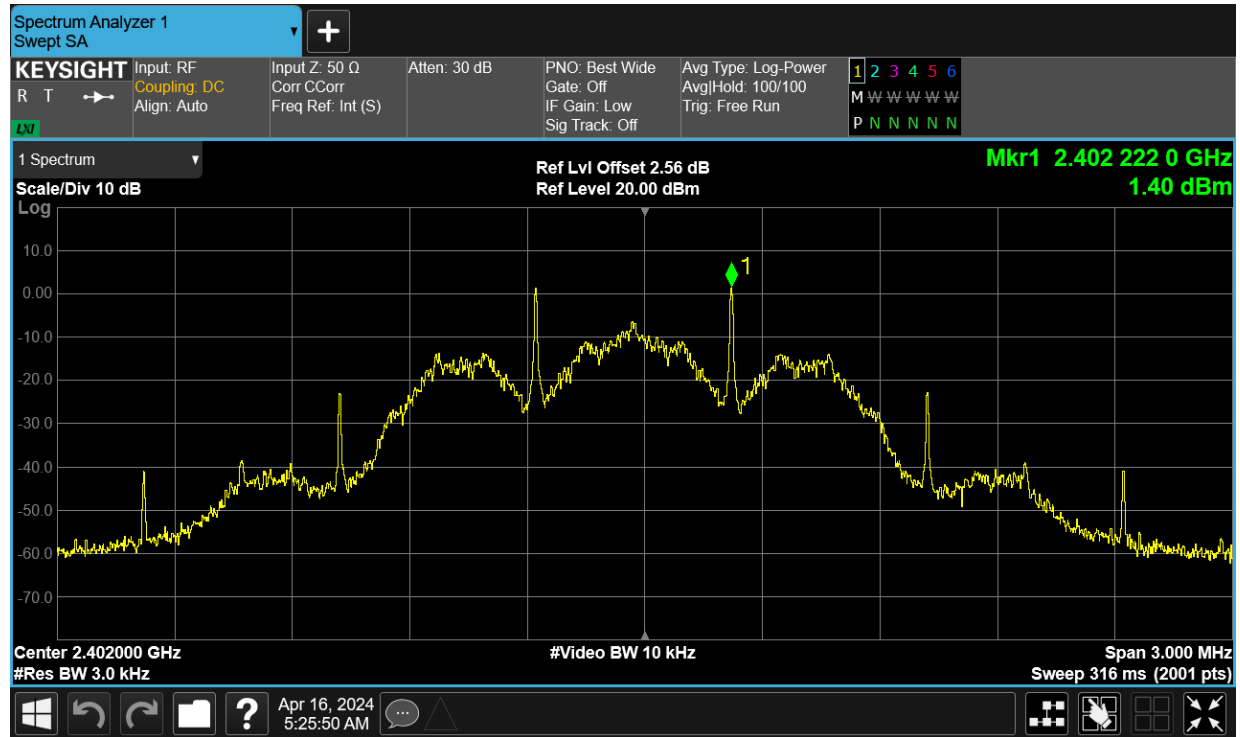 Spectrum Analyzer 1
Swept SA
+
KEYSIGHT
R T
LXI
Input: RF
Coupling: DC
Align: Auto
Input Z: 50 Ω
Corr CCorr
Freq Ref: Int (S)
Atten: 30 dB
PNO: Best Wide
Gate: Off
IF Gain: Low
Sig Track: Off
Avg Type: Log-Power
Avg|Hold: 100/100
Trig: Free Run
1 2 3 4 5 6
M W W W W W
P N N N N N
1 Spectrum
Scale/Div 10 dB
Log
Ref Lvl Offset 2.56 dB
Ref Level 20.00 dBm
Mkr1 2.402 222 0 GHz
1.40 dBm
1
10.0
0.00
-10.0
-20.0
-30.0
-40.0
-50.0
-60.0
-70.0
Center 2.402000 GHz
#Res BW 3.0 kHz
#Video BW 10 kHz
Span 3.000 MHz
Sweep 316 ms (2001 pts)
?
Apr 16, 2024
5:25:50 AM